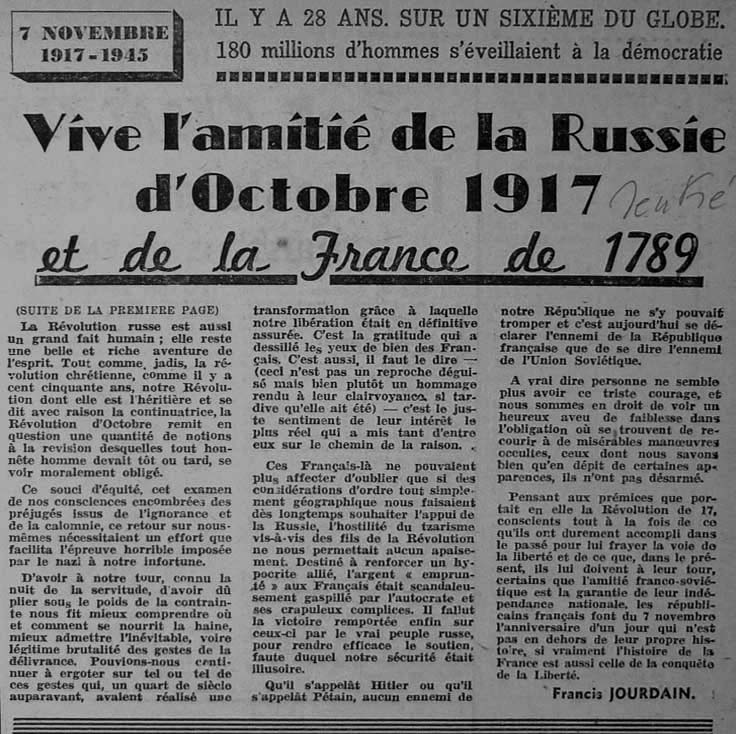 7 NOVEMBRE
1917-1945
IL Y A 28 ANS. SUR UN SIXIÈME DU GLOBE.
180 millions d'hommes s'éveillaient à la démocratie
Vive l'amitié de la Russie
d'Octobre 1917
et de la France de 1789
(SUITE DE LA PREMIERE PAGE)
La Révolution russe est aussi
un grand fait humain ; elle reste
une belle et riche aventure de
l'esprit. Tout comme, jadis, la ré-
volution chrétienne, comme il y a
cent cinquante ans, notre Révolu-
tion dont elle est l'héritière et se
dit avec raison la continuatrice, la
Révolution d'Octobre remit en
question une quantité de notions
à la revision desquelles tout hon-
nête homme devait tôt ou tard, se
voir moralement obligé.
Ce souci d'équité, cet examen
de nos consciences encombrées des
préjugés issus de l'ignorance et
de la calomnie, ce retour sur nous-
mêmes nécessitaient un effort que
facilita l'épreuve horrible imposée
par le nazi à notre infortune.
D'avoir à notre tour, connu la
nuit de la servitude, d'avoir dû
plier sous le poids de la contrain-
te nous fit mieux comprendre où
et comment se nourrit la haine,
mieux admettre l'inévitable, voire
légitime brutalité des gestes de la
délivrance. Pouvions-nous conti-
nuer à ergoter sur tel ou tel de
ces gestes qui, un quart de siècle
auparavant, avaient réalisé une
transformation grâce à laquelle
notre libération était en définitive
assurée. C'est la gratitude qui a
dessillé les yeux de bien des Fran-
çais. C'est aussi, il faut le dire —
(ceci n'est pas un reproche dégui-
sé mais bien plutôt un hommage
rendu à leur clairvoyance si tar-
dive qu'elle ait été) — c'est le jus-
te sentiment de leur intérêt le
plus réel qui a mis tant d'entre
eux sur le chemin de la raison.
Ces Français-là ne pouvaient
plus affecter d'oublier que si des
considérations d'ordre tout simple-
ment géographique nous faisaient
dès longtemps souhaiter l'appui de
la Russie, l'hostilité du tzarisme
vis-à-vis des fils de la Révolution
ne nous permettait aucun apaise-
ment. Destiné à renforcer un hy-
pocrite allié, l'argent « emprun-
té » aux Français était scandaleu-
sement gaspillé par l'autocrate et
ses crapuleux complices. Il fallut
la victoire remportée enfin sur
ceux-ci par le vrai peuple russe,
pour rendre efficace le soutien,
faute duquel notre sécurité était
illusoire.
Qu'il s'appelât Hitler ou qu'il
s'appelât Pétain, aucun ennemi de
notre République ne s'y pouvait
tromper et c'est aujourd'hui se dé-
clarer l'ennemi de la République
française que de se dire l'ennemi
de l'Union Soviétique.
A vrai dire personne ne semble
plus avoir ce triste courage, et
nous sommes en droit de voir un
heureux aveu de faiblesse dans
l'obligation où se trouvent de re-
courir à de misérables manœuvres
occultes, ceux dont nous savons
bien qu'en dépit de certaines ap-
parences, ils n'ont pas désarmé.
Pensant aux prémices que por-
tait en elle la Révolution de 17,
conscients tout à la fois de ce
qu'ils ont durement accompli dans
le passé pour lui frayer la voie de
la liberté et de ce que, dans le pré-
sent, ils lui doivent à leur tour,
certains que l'amitié franco-sovié-
tique est la garantie de leur indé-
pendance nationale, les républi-
cains français font du 7 novembre
l'anniversaire d'un jour qui n'est
pas en dehors de leur propre his-
toire, si vraiment l'histoire de la
France est aussi celle de la conquête
de la Liberté.
Francis JOURDAIN.